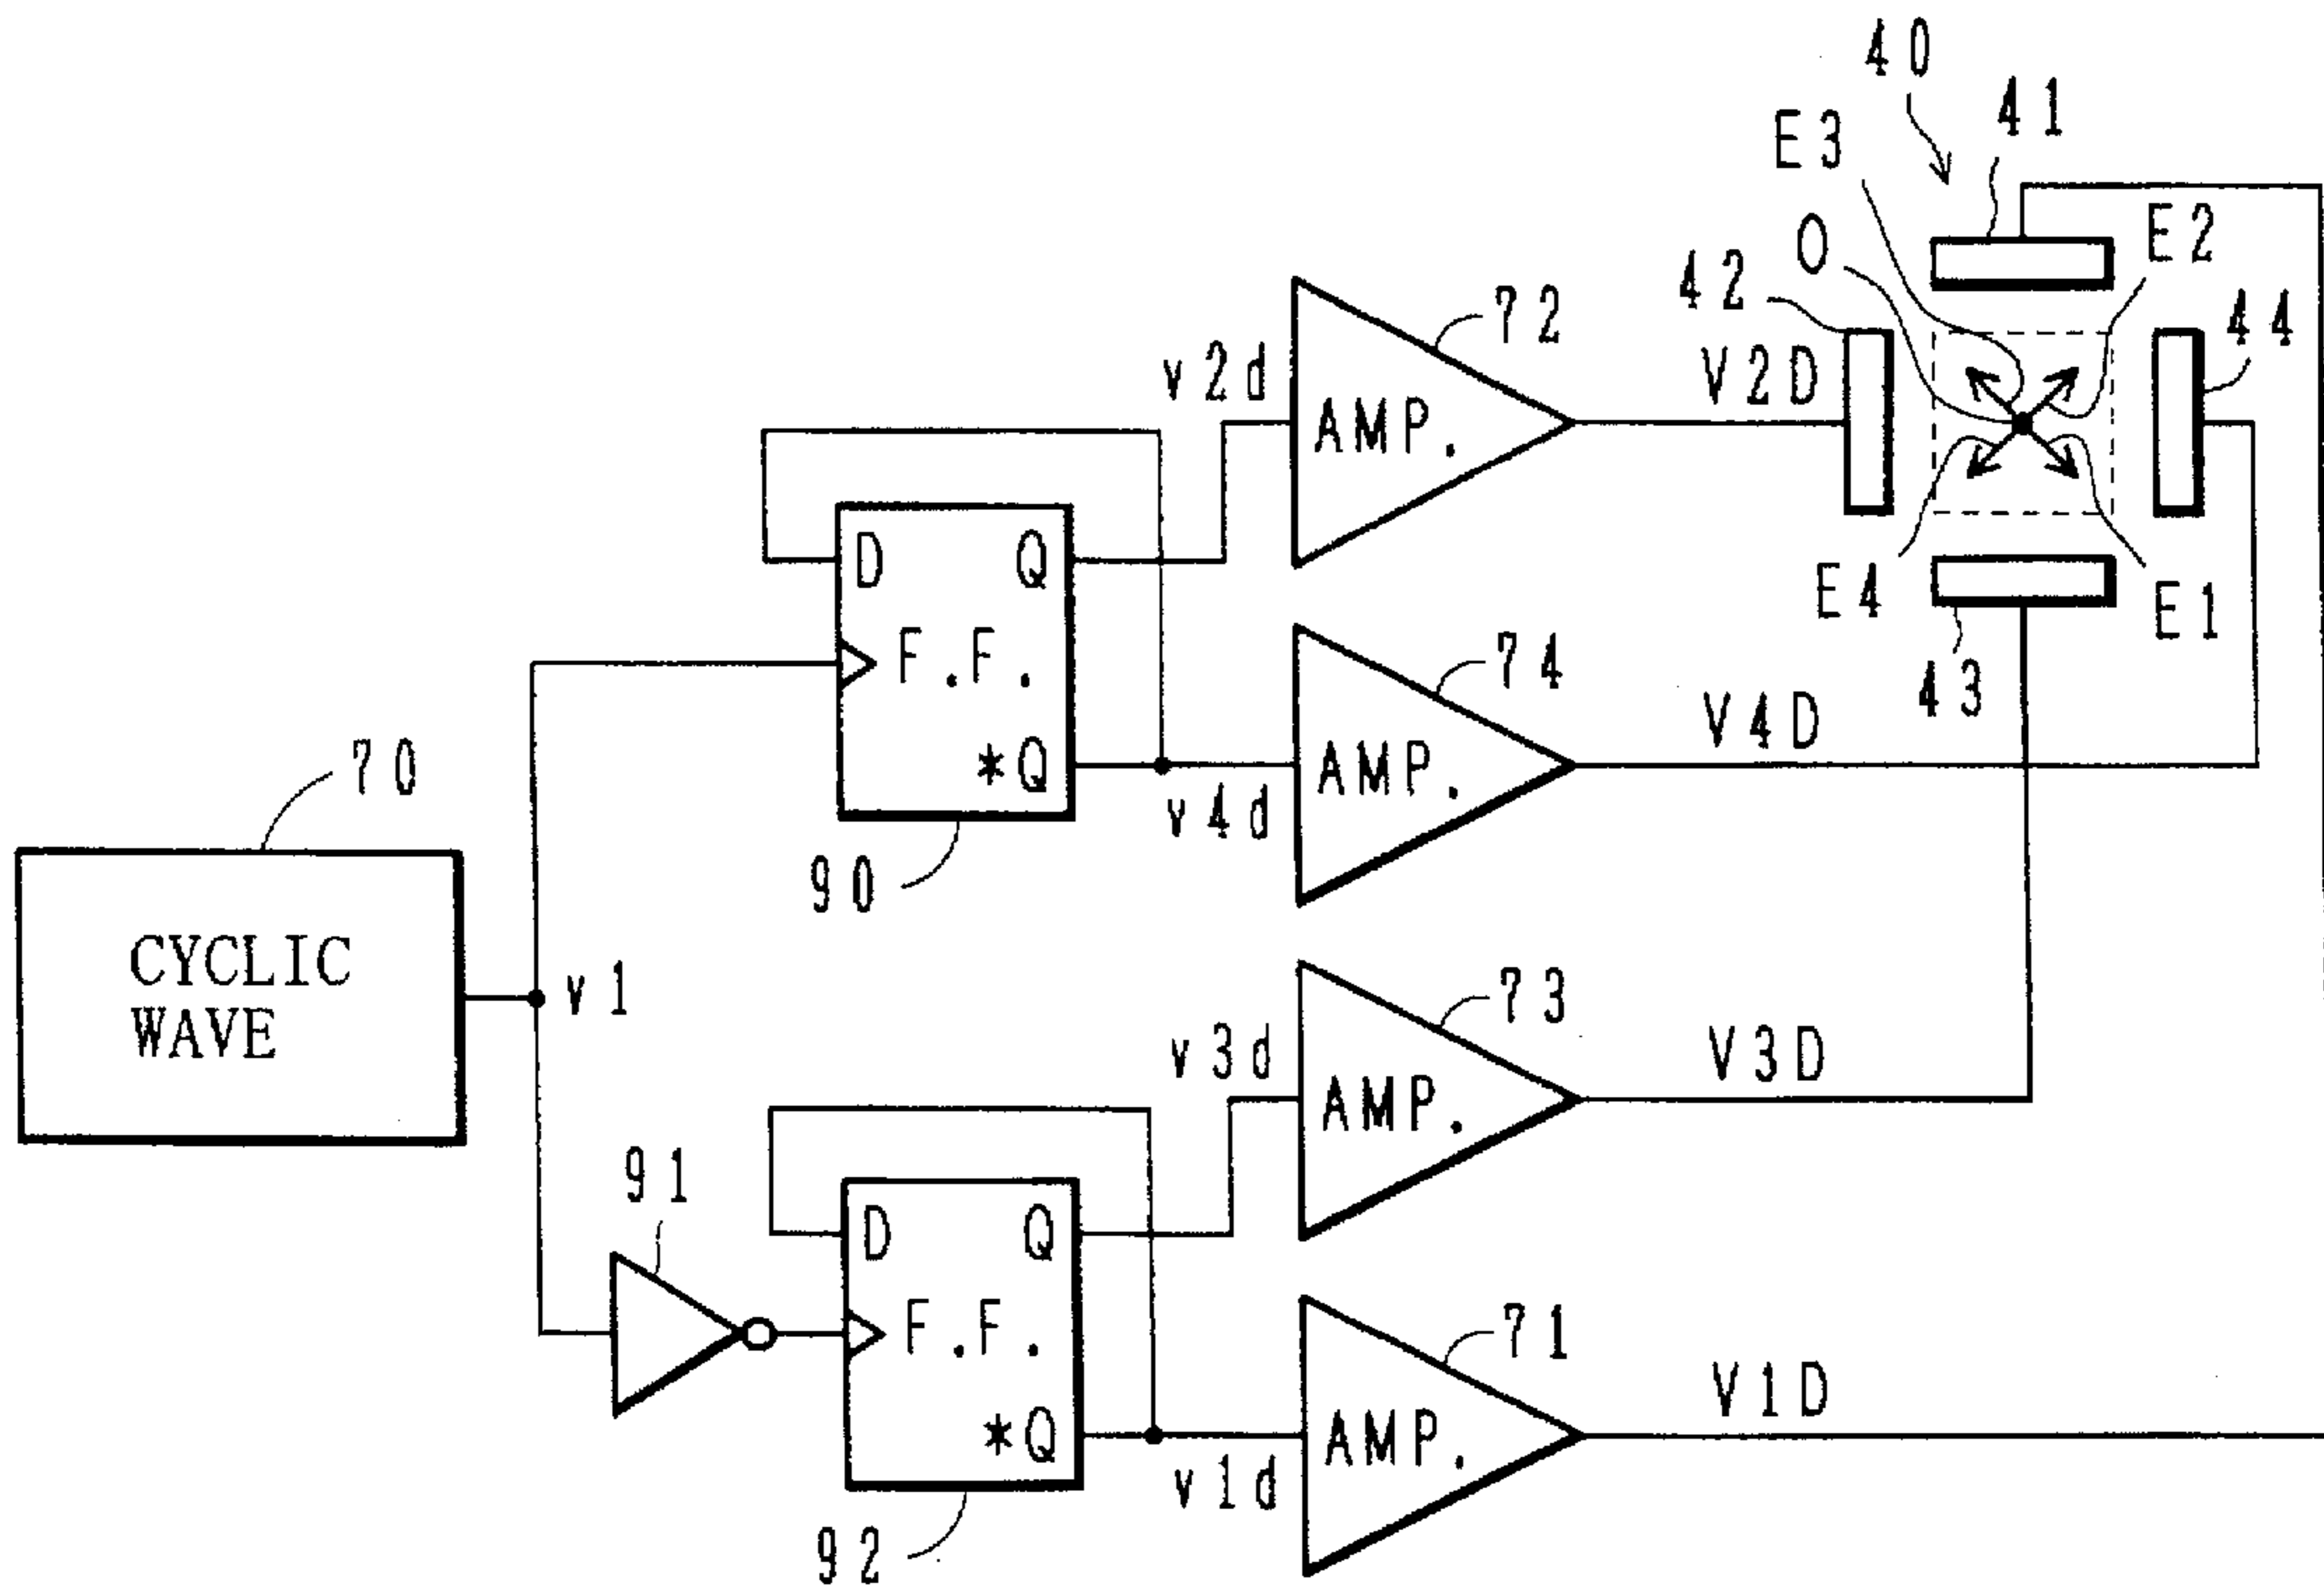 40
41
E3
E2
O
42
44
72
v2d
V2D
AMP.
D
Q
E4
E1
F.F.
74
43
V4D
*Q
AMP.
v4d
70
90
CYCLIC
WAVE
v1
73
v3d
V3D
AMP.
91
D
Q
F.F.
71
V1D
*Q
AMP.
v1d
92